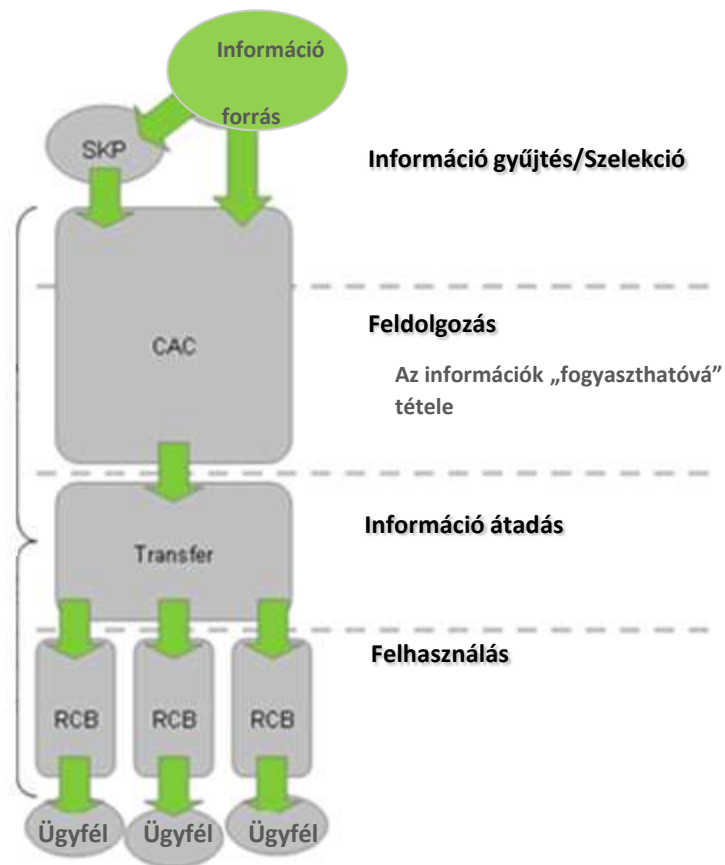 Információ
forrás
SKP
Információ gyűjtés/Szelekció
Feldolgozás
CAC
Az információk „fogyaszthatóvá”
tétele
Információ átadás
Transfer
Felhasználás
RCB RCB RCB
Ügyfél Ügyfél Ügyfél